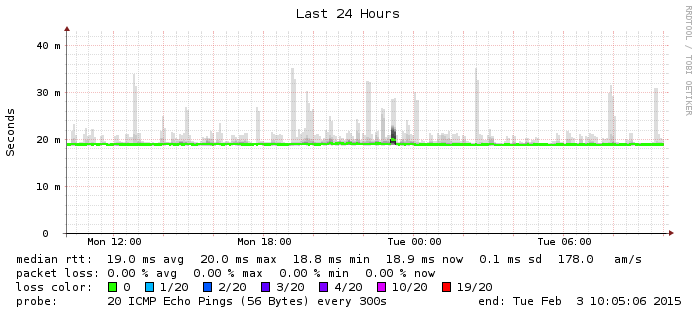 Last 24 Hours
RRDTOOL / TOBI OETIKER
Seconds
40 m
30 m
20 m
10 m
0
Mon 12:00 Mon 18:00 Tue 00:00 Tue 06:00
median rtt: 19.0 ms avg 20.0 ms max 18.8 ms min 18.9 ms now 0.1 ms sd 178.0 am/s
packet loss: 0.00 % avg 0.00 % max 0.00 % min 0.00 % now
loss color: 0 1/20 2/20 3/20 4/20 10/20 19/20
probe: 20 ICMP Echo Pings (56 Bytes) every 300s end: Tue Feb 3 10:05:06 2015